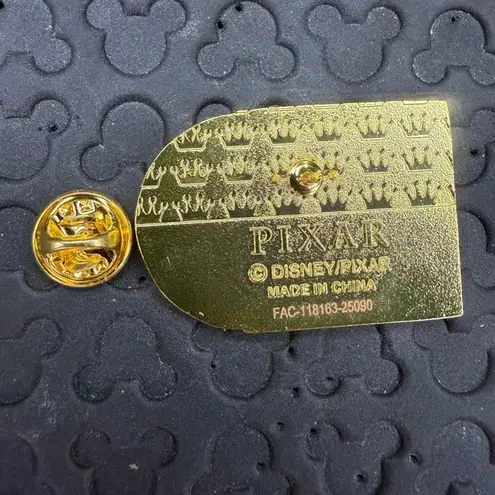 PIXAR
© DISNEY/PIXAR
MADE IN CHINA
FAC-118163-25090